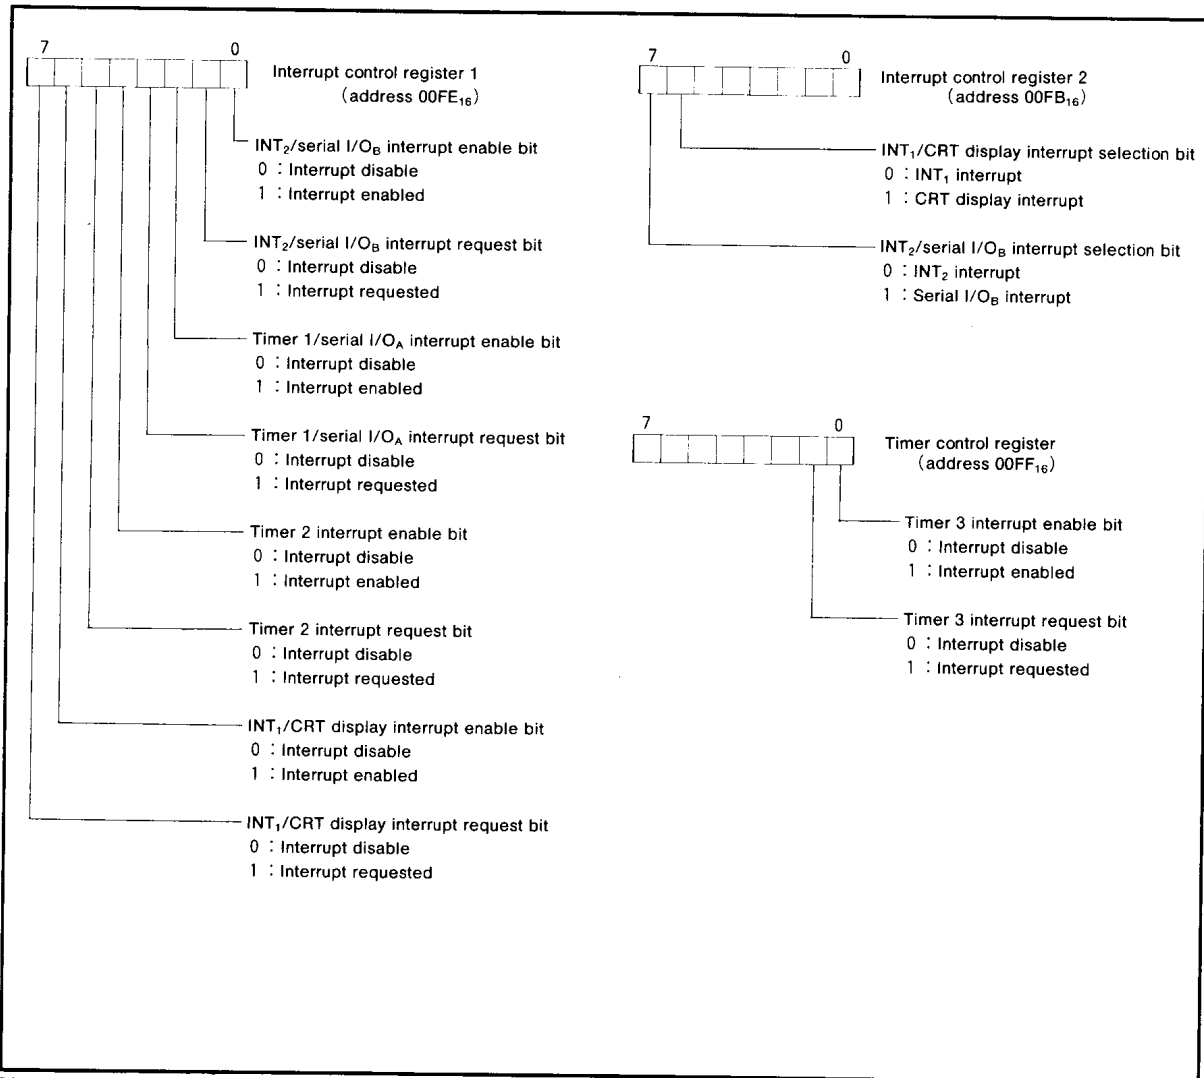 7 0
Interrupt control register 1
(address 00FE₁₆)
INT₂/serial I/O_B interrupt enable bit
0 : Interrupt disable
1 : Interrupt enabled
INT₂/serial I/O_B interrupt request bit
0 : Interrupt disable
1 : Interrupt requested
Timer 1/serial I/O_A interrupt enable bit
0 : Interrupt disable
1 : Interrupt enabled
Timer 1/serial I/O_A interrupt request bit
0 : Interrupt disable
1 : Interrupt requested
Timer 2 interrupt enable bit
0 : Interrupt disable
1 : Interrupt enabled
Timer 2 interrupt request bit
0 : Interrupt disable
1 : Interrupt requested
INT₁/CRT display interrupt enable bit
0 : Interrupt disable
1 : Interrupt enabled
INT₁/CRT display interrupt request bit
0 : Interrupt disable
1 : Interrupt requested
7 0
Interrupt control register 2
(address 00FB₁₆)
INT₁/CRT display interrupt selection bit
0 : INT₁ interrupt
1 : CRT display interrupt
INT₂/serial I/O_B interrupt selection bit
0 : INT₂ interrupt
1 : Serial I/O_B interrupt
7 0
Timer control register
(address 00FF₁₆)
Timer 3 interrupt enable bit
0 : Interrupt disable
1 : Interrupt enabled
Timer 3 interrupt request bit
0 : Interrupt disable
1 : Interrupt requested